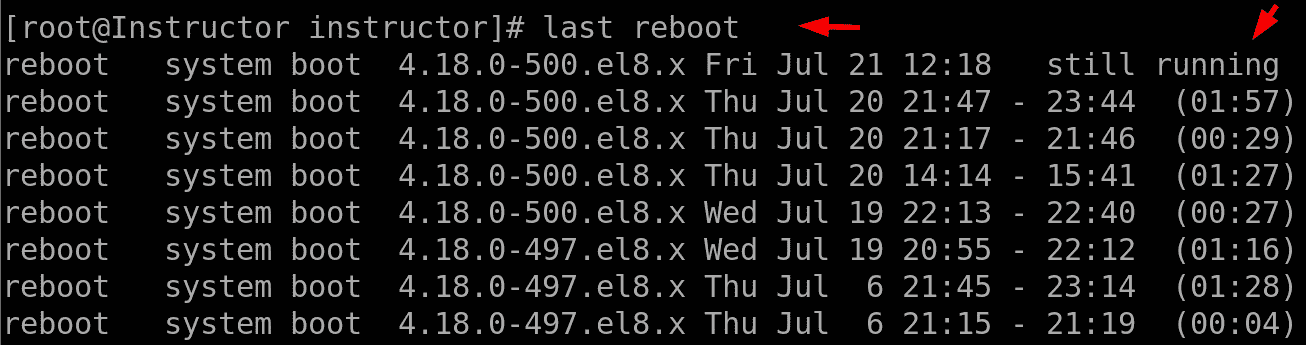 [root@Instructor instructor]# last reboot
reboot   system boot  4.18.0-500.el8.x Fri Jul 21 12:18   still running
reboot   system boot  4.18.0-500.el8.x Thu Jul 20 21:47 - 23:44  (01:57)
reboot   system boot  4.18.0-500.el8.x Thu Jul 20 21:17 - 21:46  (00:29)
reboot   system boot  4.18.0-500.el8.x Thu Jul 20 14:14 - 15:41  (01:27)
reboot   system boot  4.18.0-500.el8.x Wed Jul 19 22:13 - 22:40  (00:27)
reboot   system boot  4.18.0-497.el8.x Wed Jul 19 20:55 - 22:12  (01:16)
reboot   system boot  4.18.0-497.el8.x Thu Jul  6 21:45 - 23:14  (01:28)
reboot   system boot  4.18.0-497.el8.x Thu Jul  6 21:15 - 21:19  (00:04)